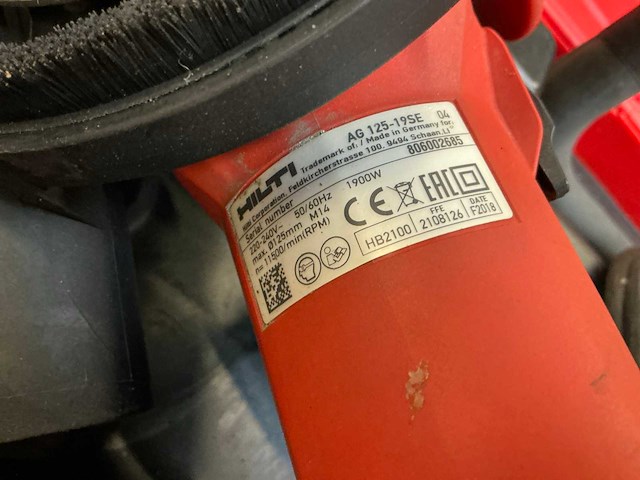 HILTI AG 125-19SE 04
Trademark of. / Made in Germany for.
Hilti Corporation, Feldkircherstrasse 100, 9494 Schaan, LI
Serial number 806002685
220-240V~ 50/60Hz 1900W
max. Ø125mm M14
n= 11500/min(RPM)
CE EAC
HB2100
FFE
2108126
DATE
F2018